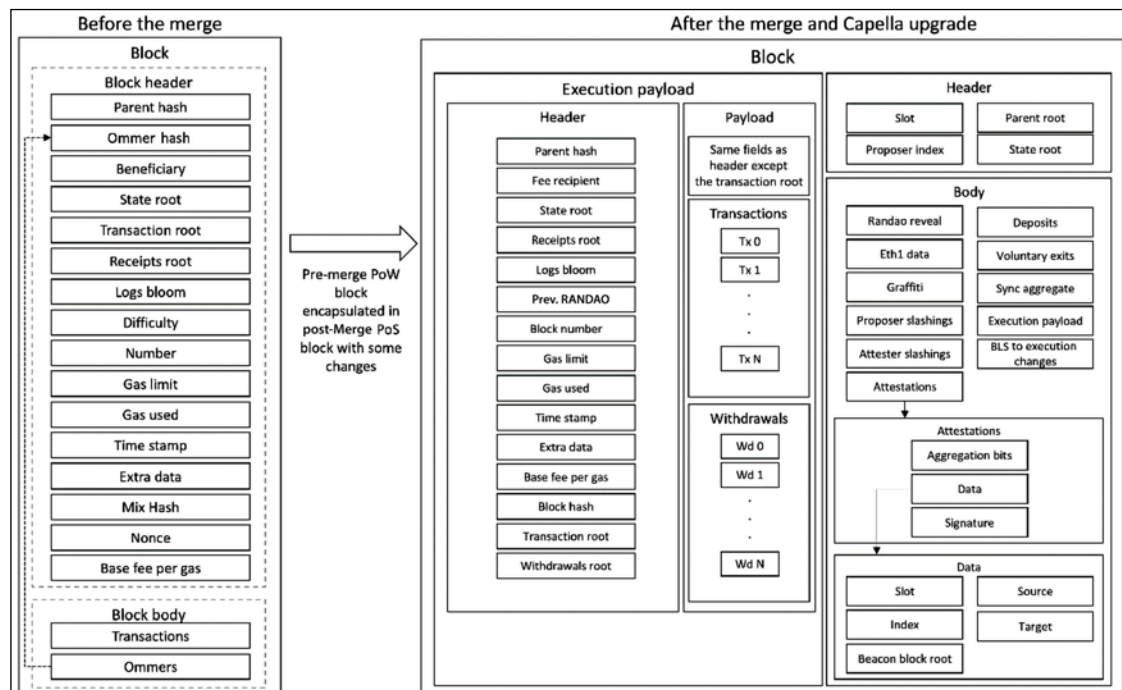 Before the merge
Block
Block header
Parent hash
Ommer hash
Beneficiary
State root
Transaction root
Receipts root
Logs bloom
Difficulty
Number
Gas limit
Gas used
Time stamp
Extra data
Mix Hash
Nonce
Base fee per gas
Block body
Transactions
Ommers
Pre-merge PoW
block
encapsulated in
post-Merge PoS
block with some
changes
After the merge and Capella upgrade
Block
Execution payload
Header
Parent hash
Fee recipient
State root
Receipts root
Logs bloom
Prev. RANDAO
Block number
Gas limit
Gas used
Time stamp
Extra data
Base fee per gas
Block hash
Transaction root
Withdrawals root
Payload
Same fields as
header except
the transaction root
Transactions
Tx 0
Tx 1
.
.
.
Tx N
Withdrawals
Wd 0
Wd 1
.
.
.
Wd N
Header
Slot
Parent root
Proposer index
State root
Body
Randao reveal
Deposits
Eth1 data
Voluntary exits
Graffiti
Sync aggregate
Proposer slashings
Execution payload
Attester slashings
BLS to execution
changes
Attestations
Attestations
Aggregation bits
Data
Signature
Data
Slot
Source
Index
Target
Beacon block root